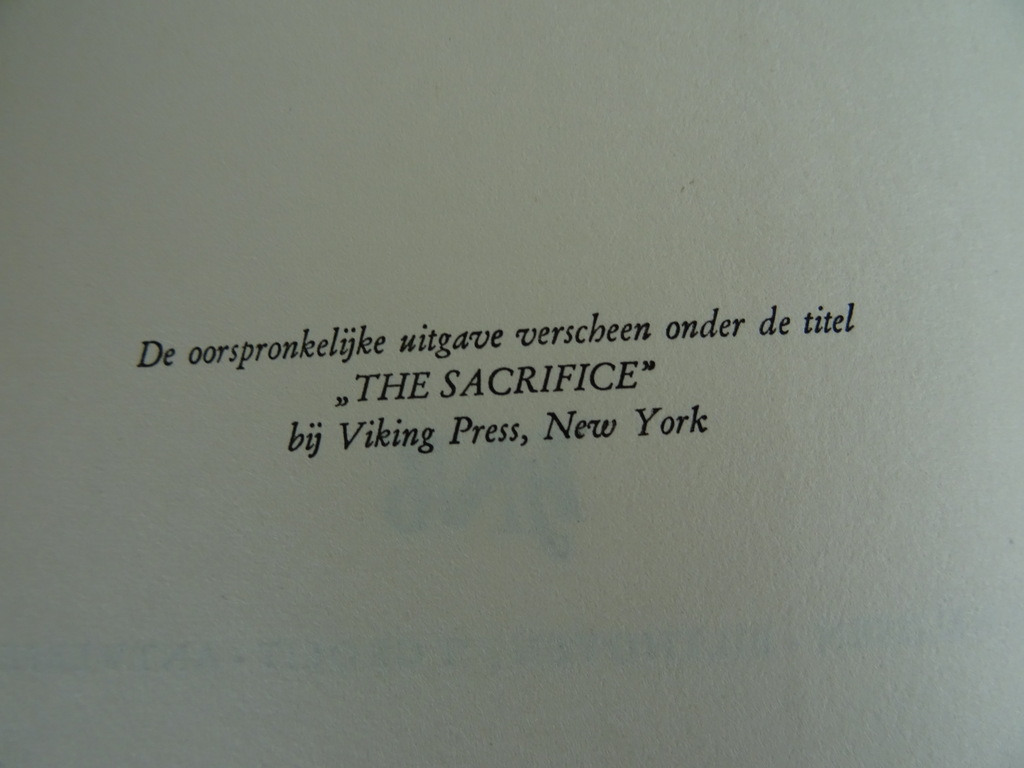 De oorspronkelijke uitgave verscheen onder de titel
„THE SACRIFICE”
bij Viking Press, New York